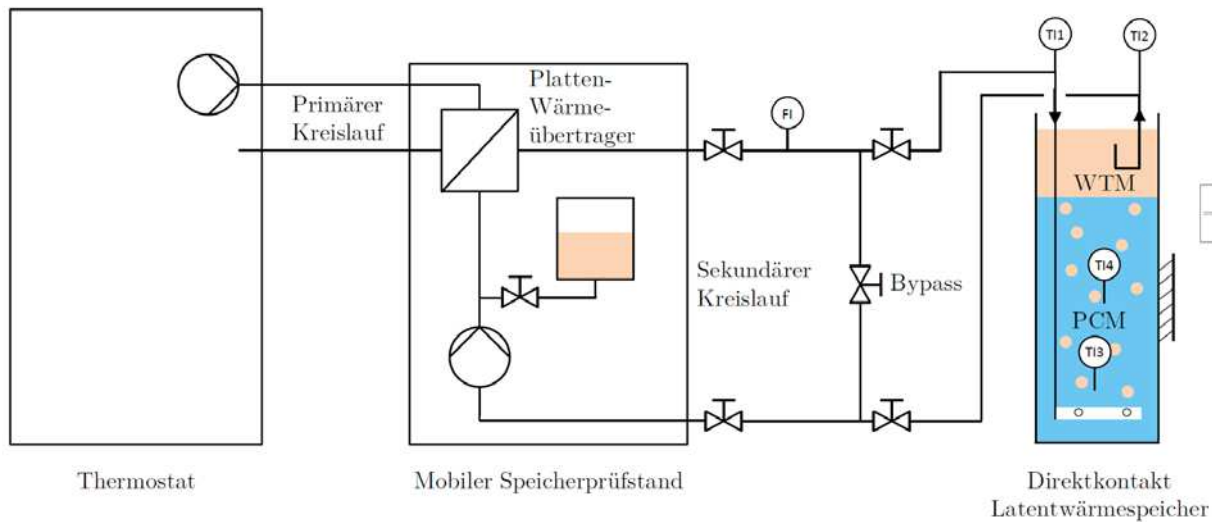 TI1
TI2
Platten-
Wärme-
übertrager
Primärer
Kreislauf
FI
WTM
TI4
Sekundärer
Kreislauf
Bypass
PCM
TI3
Thermostat
Mobiler Speicherprüfstand
Direktkontakt
Latentwärmespeicher